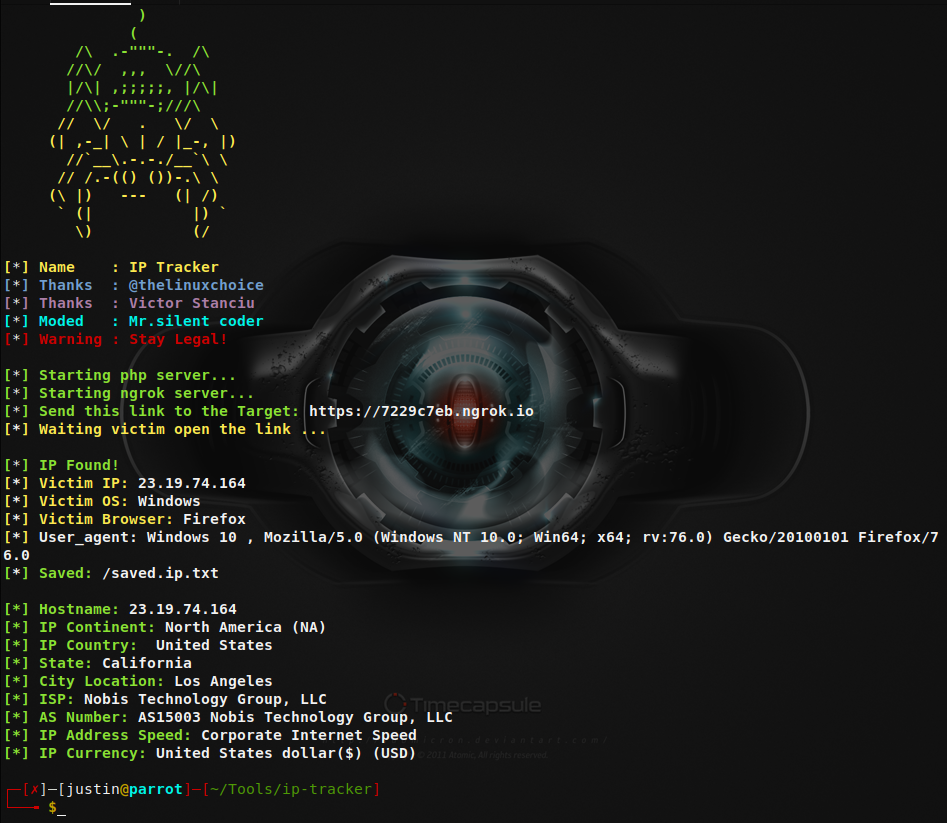 [*] Name    : IP Tracker
[*] Thanks  : @thelinuxchoice
[*] Thanks  : Victor Stanciu
[*] Moded   : Mr.silent coder
[*] Warning : Stay Legal!
[*] Starting php server...
[*] Starting ngrok server...
[*] Send this link to the Target: https://7229c7eb.ngrok.io
[*] Waiting victim open the link ...
[*] IP Found!
[*] Victim IP: 23.19.74.164
[*] Victim OS: Windows
[*] Victim Browser: Firefox
[*] User_agent: Windows 10 , Mozilla/5.0 (Windows NT 10.0; Win64; x64; rv:76.0) Gecko/20100101 Firefox/7
6.0
[*] Saved: /saved.ip.txt
[*] Hostname: 23.19.74.164
[*] IP Continent: North America (NA)
[*] IP Country:  United States
[*] State: California
[*] City Location: Los Angeles
[*] ISP: Nobis Technology Group, LLC
Timecapsule
[*] AS Number: AS15003 Nobis Technology Group, LLC
[*] IP Address Speed: Corporate Internet Speed
[*] IP Currency: United States dollar($) (USD)
┌─[✗]─[justin@parrot]─[~/Tools/ip-tracker]
└──╼ $_